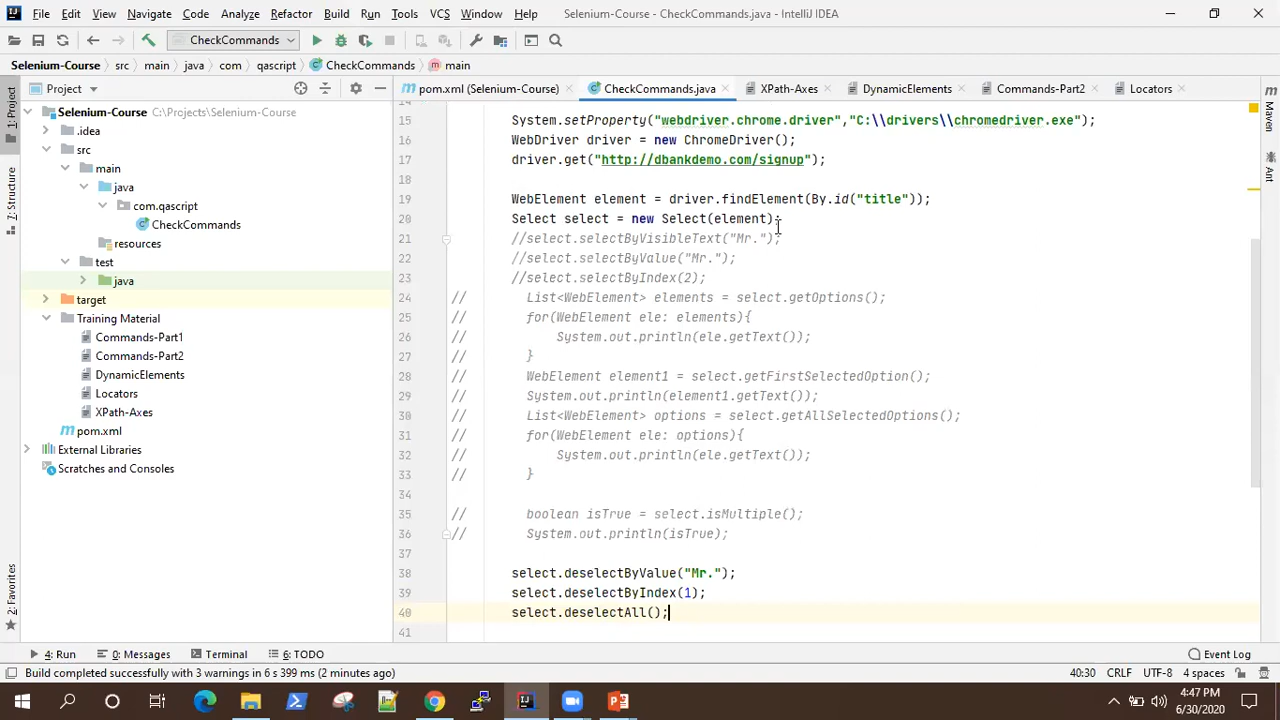 File Edit View Navigate Code Analyze Refactor Build Run Tools VCS Window Help Selenium-Course - CheckCommands.java - IntelliJ IDEA
CheckCommands
Selenium-Course src main java com qascript CheckCommands main
Project
pom.xml (Selenium-Course) CheckCommands.java XPath-Axes DynamicElements Commands-Part2 Locators
1: Project
Z: Structure
2: Favorites
Maven
Ant
Selenium-Course C:\Projects\Selenium-Course
.idea
src
main
java
com.qascript
CheckCommands
resources
test
java
target
Training Material
Commands-Part1
Commands-Part2
DynamicElements
Locators
XPath-Axes
pom.xml
External Libraries
Scratches and Consoles
14
15 System.setProperty("webdriver.chrome.driver","C:\\drivers\\chromedriver.exe");
16 WebDriver driver = new ChromeDriver();
17 driver.get("http://dbankdemo.com/signup");
18
19 WebElement element = driver.findElement(By.id("title"));
20 Select select = new Select(element);
21 //select.selectByVisibleText("Mr.");
22 //select.selectByValue("Mr.");
23 //select.selectByIndex(2);
24 // List<WebElement> elements = select.getOptions();
25 // for(WebElement ele: elements){
26 // System.out.println(ele.getText());
27 // }
28 // WebElement element1 = select.getFirstSelectedOption();
29 // System.out.println(element1.getText());
30 // List<WebElement> options = select.getAllSelectedOptions();
31 // for(WebElement ele: options){
32 // System.out.println(ele.getText());
33 // }
34
35 // boolean isTrue = select.isMultiple();
36 // System.out.println(isTrue);
37
38 select.deselectByValue("Mr.");
39 select.deselectByIndex(1);
40 select.deselectAll();
41
4: Run 0: Messages Terminal 6: TODO Event Log
Build completed successfully with 3 warnings in 6 s 399 ms (2 minutes ago) 40:30 CRLF UTF-8 4 spaces
4:47 PM
6/30/2020